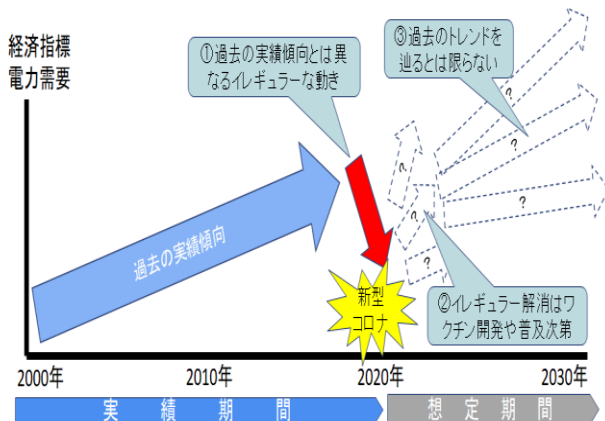 経済指標
電力需要
①過去の実績傾向とは異
なるイレギュラーな動き
③過去のトレンドを
辿るとは限らない
?
?
?
?
?
?
過去の実績傾向
新型
コロナ
②イレギュラー解消はワ
クチン開発や普及次第
2000年
2010年
2020年
2030年
実績期間
想定期間